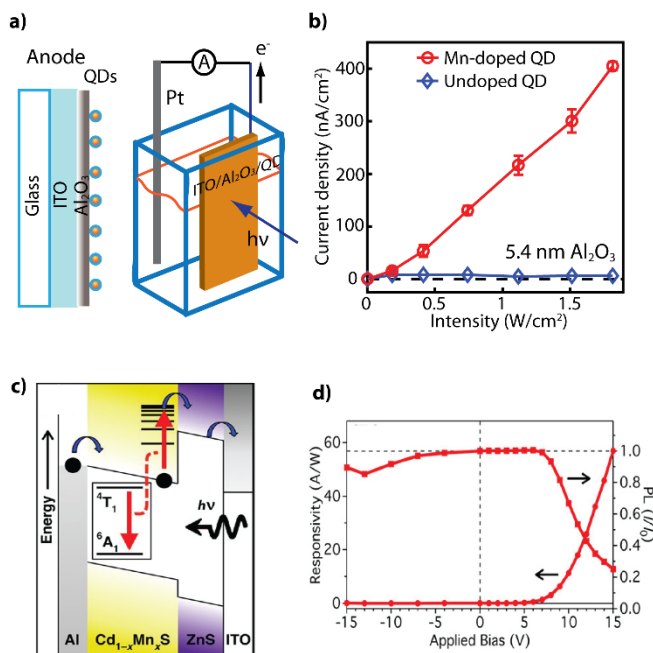 a)
Anode
QDs
Glass
ITO
Al₂O₃
Pt
A
e⁻
ITO/Al₂O₃/QD
hν
b)
Mn-doped QD
Undoped QD
Current density (nA/cm²)
400
300
200
100
0
5.4 nm Al₂O₃
0 0.5 1 1.5
Intensity (W/cm²)
c)
Energy
⁴T₁
⁶A₁
hν
Al Cd₁₋ₓMnₓS ZnS ITO
d)
Responsivity (A/W)
60
40
20
0
1.0
0.8
0.6
0.4
0.2
0.0
PL (I/I₀)
-15 -10 -5 0 5 10 15
Applied Bias (V)